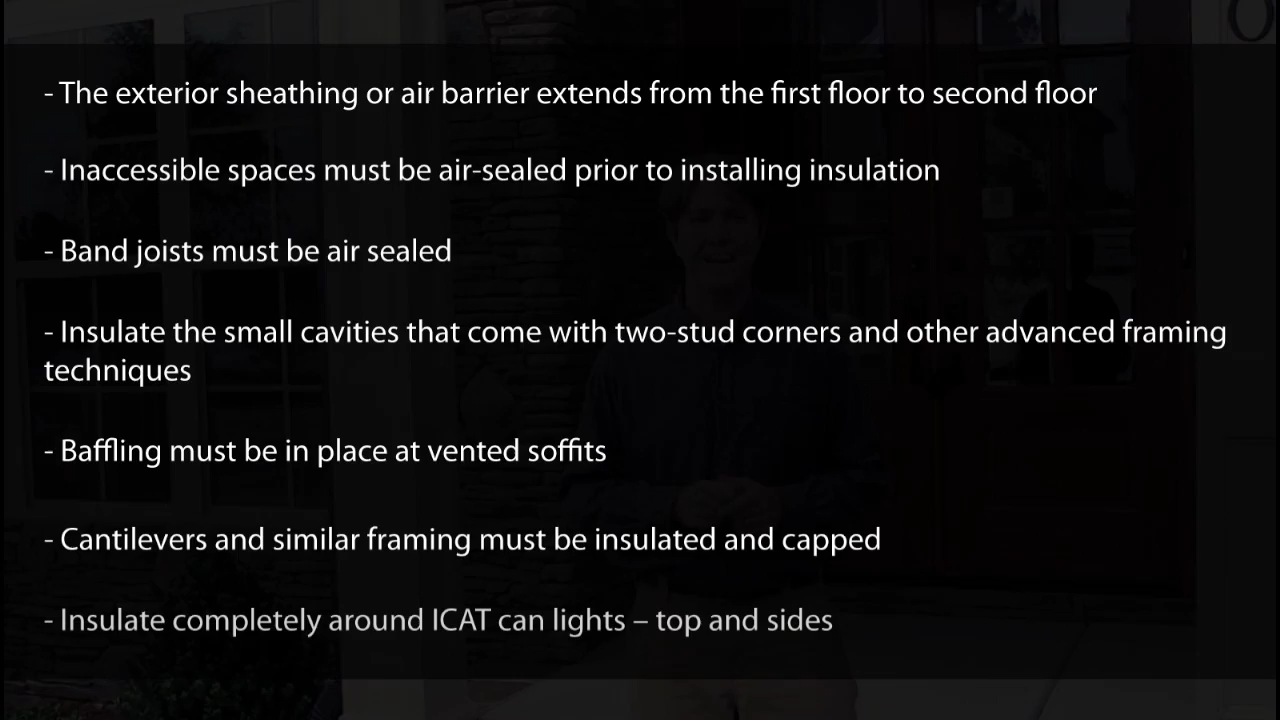 - The exterior sheathing or air barrier extends from the first floor to second floor
- Inaccessible spaces must be air-sealed prior to installing insulation
- Band joists must be air sealed
- Insulate the small cavities that come with two-stud corners and other advanced framing
techniques
- Baffling must be in place at vented soffits
- Cantilevers and similar framing must be insulated and capped
- Insulate completely around ICAT can lights – top and sides